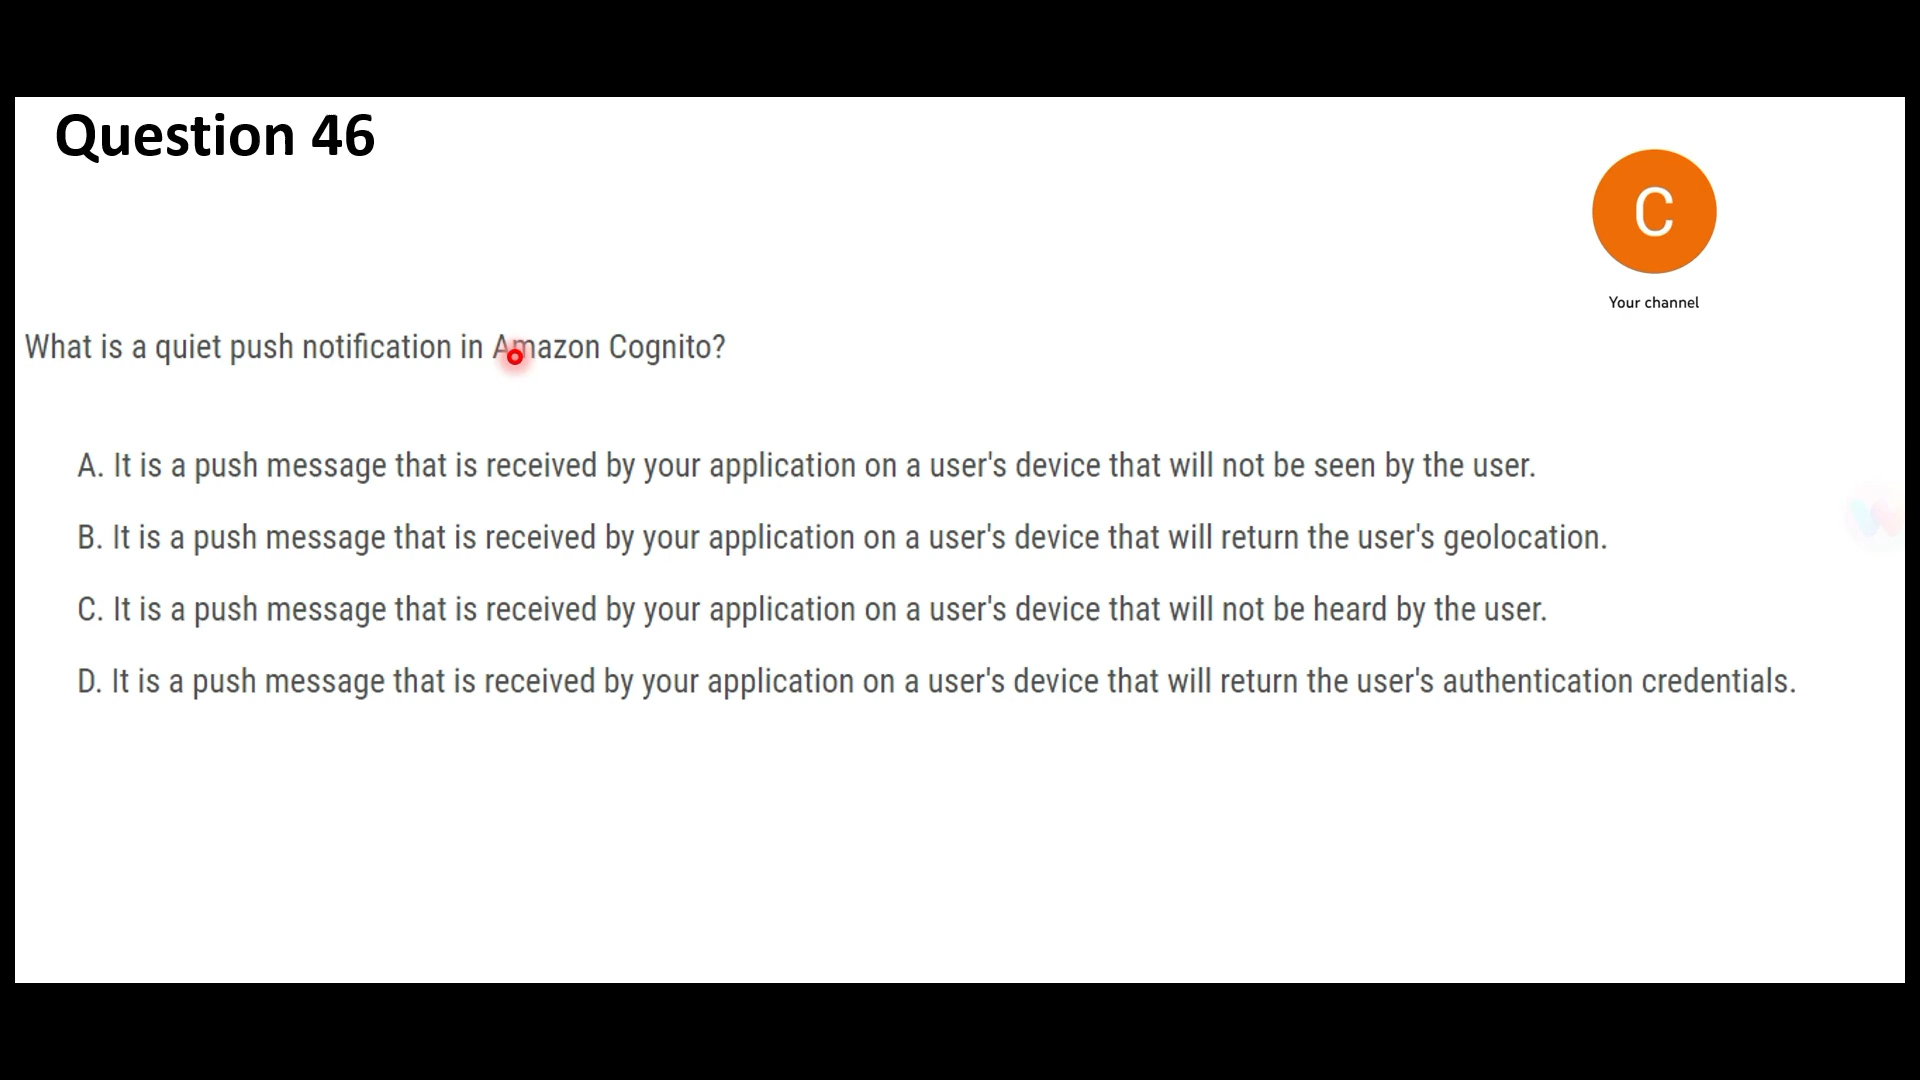 Question 46
C
Your channel
What is a quiet push notification in Amazon Cognito?
A. It is a push message that is received by your application on a user's device that will not be seen by the user.
B. It is a push message that is received by your application on a user's device that will return the user's geolocation.
C. It is a push message that is received by your application on a user's device that will not be heard by the user.
D. It is a push message that is received by your application on a user's device that will return the user's authentication credentials.